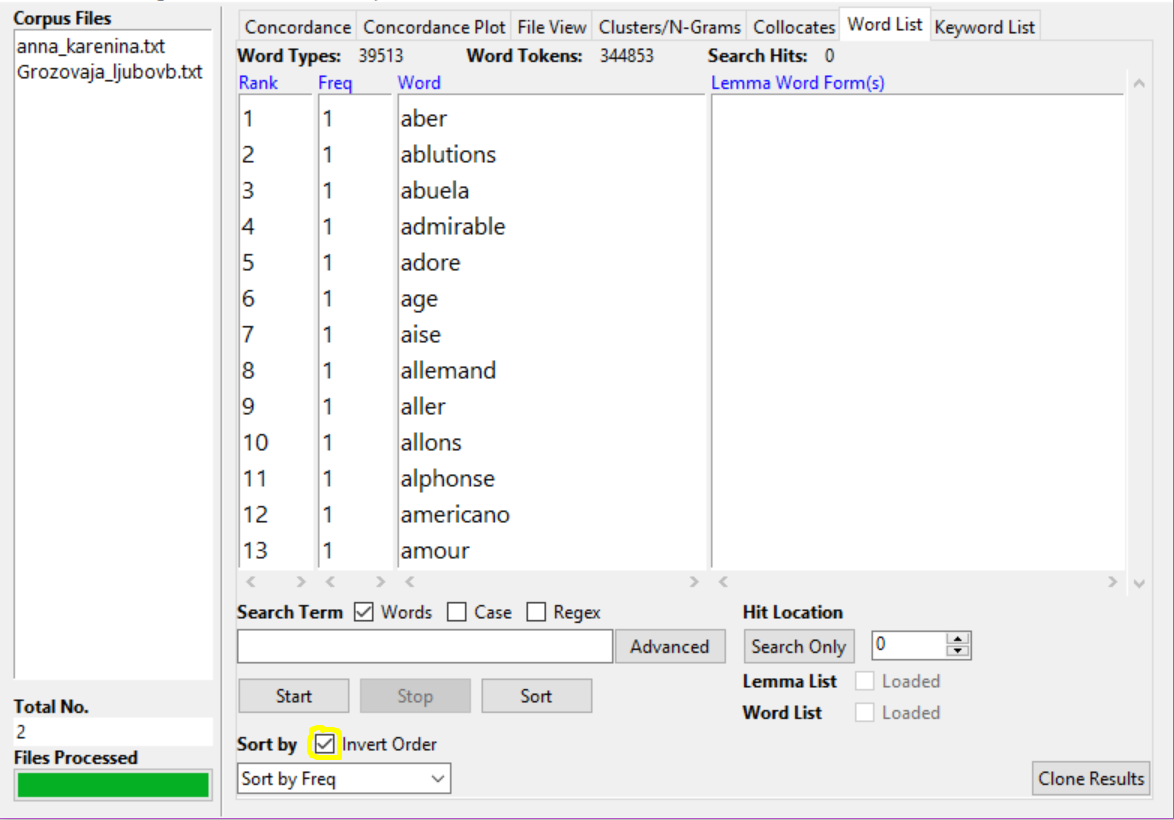 Corpus Files
anna_karenina.txt
Grozovaja_ljubovb.txt
Total No.
2
Files Processed
Concordance Concordance Plot File View Clusters/N-Grams Collocates Word List Keyword List
Word Types: 39513 Word Tokens: 344853 Search Hits: 0
Rank Freq Word Lemma Word Form(s)
1 1 aber
2 1 ablutions
3 1 abuela
4 1 admirable
5 1 adore
6 1 age
7 1 aise
8 1 allemand
9 1 aller
10 1 allons
11 1 alphonse
12 1 americano
13 1 amour
Search Term Words Case Regex Hit Location
Advanced Search Only 0
Start Stop Sort Lemma List Loaded
Word List Loaded
Sort by Invert Order
Sort by Freq Clone Results